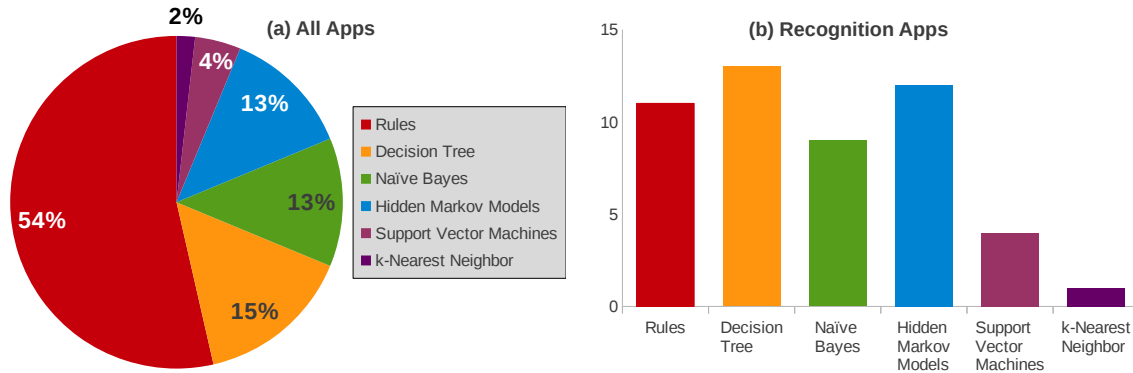 (a) All Apps
2%
4%
13%
13%
15%
54%
Rules
Decision Tree
Naïve Bayes
Hidden Markov Models
Support Vector Machines
k-Nearest Neighbor
(b) Recognition Apps
15
10
5
0
Rules
Decision
Tree
Naïve
Bayes
Hidden
Markov
Models
Support
Vector
Machines
k-Nearest
Neighbor